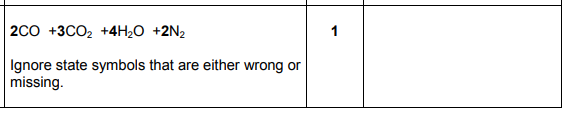 2CO +3CO₂ +4H₂O +2N₂
1
Ignore state symbols that are either wrong or
missing.